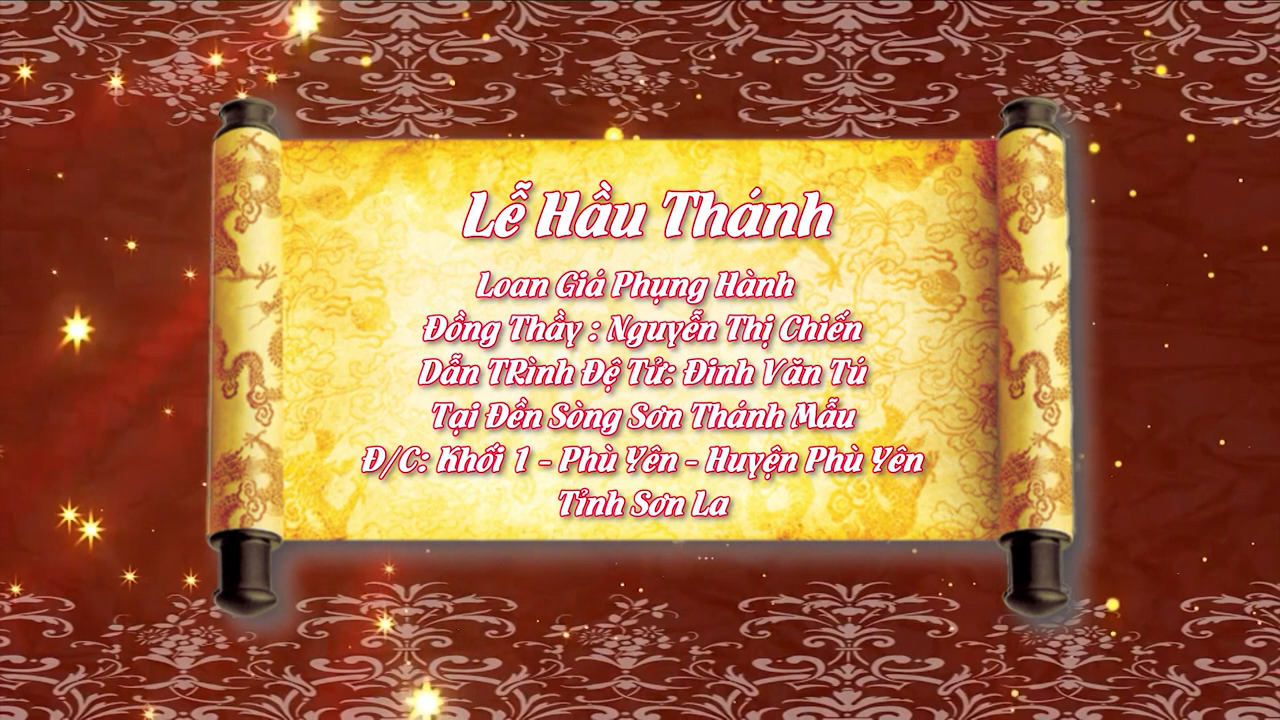 Lễ Hầu Thánh
Loan Giá Phụng Hành
Đồng Thầy : Nguyễn Thị Chiến
Dẫn TRình Đệ Tử: Đinh Văn Tú
Tại Đền Sòng Sơn Thánh Mẫu
Đ/C: Khối 1 - Phù Yên - Huyện Phù Yên
Tỉnh Sơn La